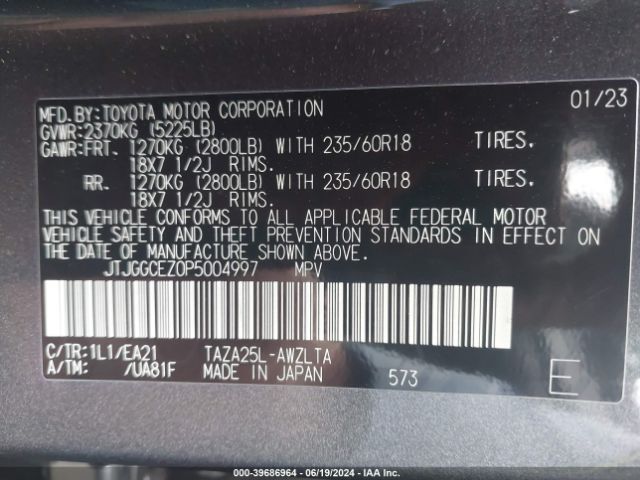 MFD.BY:TOYOTA MOTOR CORPORATION 01/23
GVWR:2370KG (5225LB)
GAWR:FRT. 1270KG (2800LB) WITH 235/60R18 TIRES.
18X7 1/2J RIMS.
RR. 1270KG (2800LB) WITH 235/60R18 TIRES.
18X7 1/2J RIMS.
THIS VEHICLE CONFORMS TO ALL APPLICABLE FEDERAL MOTOR
VEHICLE SAFETY AND THEFT PREVENTION STANDARDS IN EFFECT ON
THE DATE OF MANUFACTURE SHOWN ABOVE.
JTJGGCEZ0P5004997 MPV
C/TR:1L1/EA21 TAZA25L-AWZLTA
A/TM: /UA81F MADE IN JAPAN 573 E
000-39686964 - 06/19/2024 - IAA Inc.